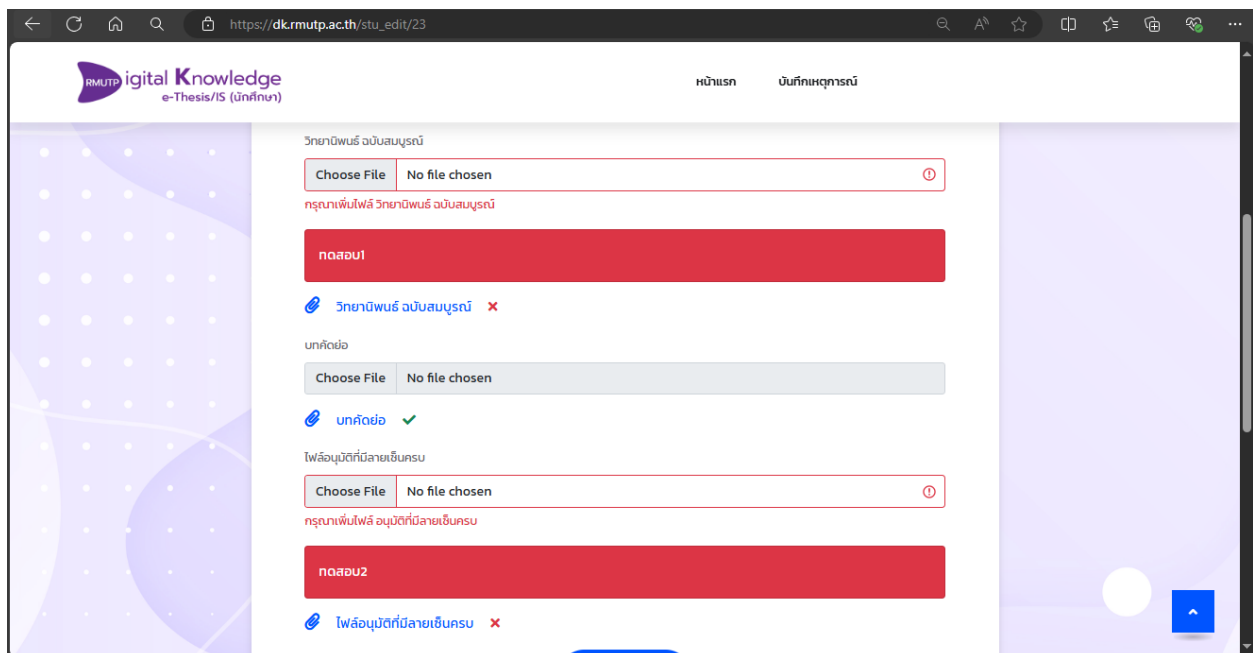 https://dk.rmutp.ac.th/stu_edit/23
RMUTP igital Knowledge
e-Thesis/IS (นักศึกษา)
หน้าแรก บันทึกเหตุการณ์
วิทยานิพนธ์ ฉบับสมบูรณ์
Choose File No file chosen
กรุณาเพิ่มไฟล์ วิทยานิพนธ์ ฉบับสมบูรณ์
ทดสอบ1
วิทยานิพนธ์ ฉบับสมบูรณ์
บทคัดย่อ
Choose File No file chosen
บทคัดย่อ
ไฟล์อนุมัติที่มีลายเซ็นครบ
Choose File No file chosen
กรุณาเพิ่มไฟล์ อนุมัติที่มีลายเซ็นครบ
ทดสอบ2
ไฟล์อนุมัติที่มีลายเซ็นครบ